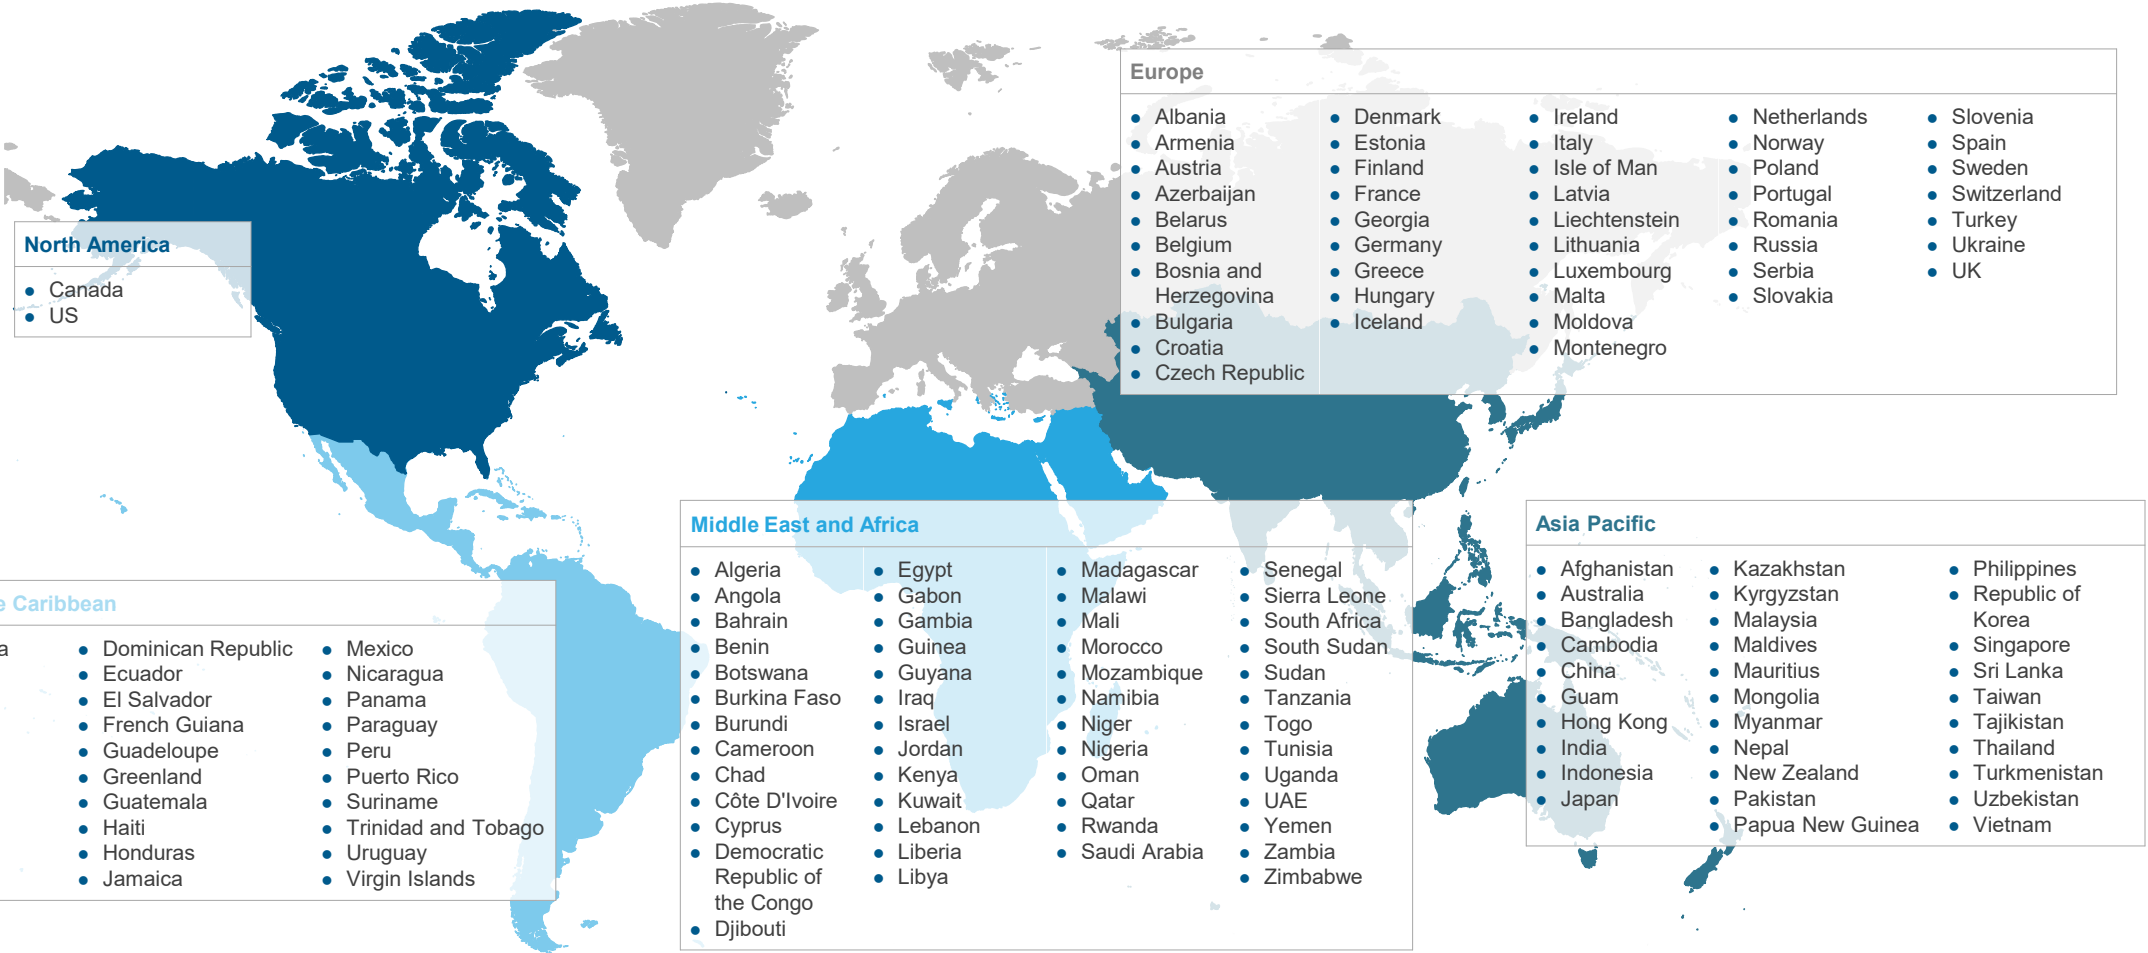 Europe
Albania
Armenia
Austria
Azerbaijan
Belarus
Belgium
Bosnia and
Herzegovina
Bulgaria
Croatia
Czech Republic
Denmark
Estonia
Finland
France
Georgia
Germany
Greece
Hungary
Iceland
Ireland
Italy
Isle of Man
Latvia
Liechtenstein
Lithuania
Luxembourg
Malta
Moldova
Montenegro
Netherlands
Norway
Poland
Portugal
Romania
Russia
Serbia
Slovakia
Slovenia
Spain
Sweden
Switzerland
Turkey
Ukraine
UK
North America
Canada
US
Middle East and Africa
Algeria
Angola
Bahrain
Benin
Botswana
Burkina Faso
Burundi
Cameroon
Chad
Côte D'Ivoire
Cyprus
Democratic
Republic of
the Congo
Djibouti
Egypt
Gabon
Gambia
Guinea
Guyana
Iraq
Israel
Jordan
Kenya
Kuwait
Lebanon
Liberia
Libya
Madagascar
Malawi
Mali
Morocco
Mozambique
Namibia
Niger
Nigeria
Oman
Qatar
Rwanda
Saudi Arabia
Senegal
Sierra Leone
South Africa
South Sudan
Sudan
Tanzania
Togo
Tunisia
Uganda
UAE
Yemen
Zambia
Zimbabwe
Asia Pacific
Afghanistan
Australia
Bangladesh
Cambodia
China
Guam
Hong Kong
India
Indonesia
Japan
Kazakhstan
Kyrgyzstan
Malaysia
Maldives
Mauritius
Mongolia
Myanmar
Nepal
New Zealand
Pakistan
Papua New Guinea
Philippines
Republic of
Korea
Singapore
Sri Lanka
Taiwan
Tajikistan
Thailand
Turkmenistan
Uzbekistan
Vietnam
e Caribbean
a
Dominican Republic
Ecuador
El Salvador
French Guiana
Guadeloupe
Greenland
Guatemala
Haiti
Honduras
Jamaica
Mexico
Nicaragua
Panama
Paraguay
Peru
Puerto Rico
Suriname
Trinidad and Tobago
Uruguay
Virgin Islands